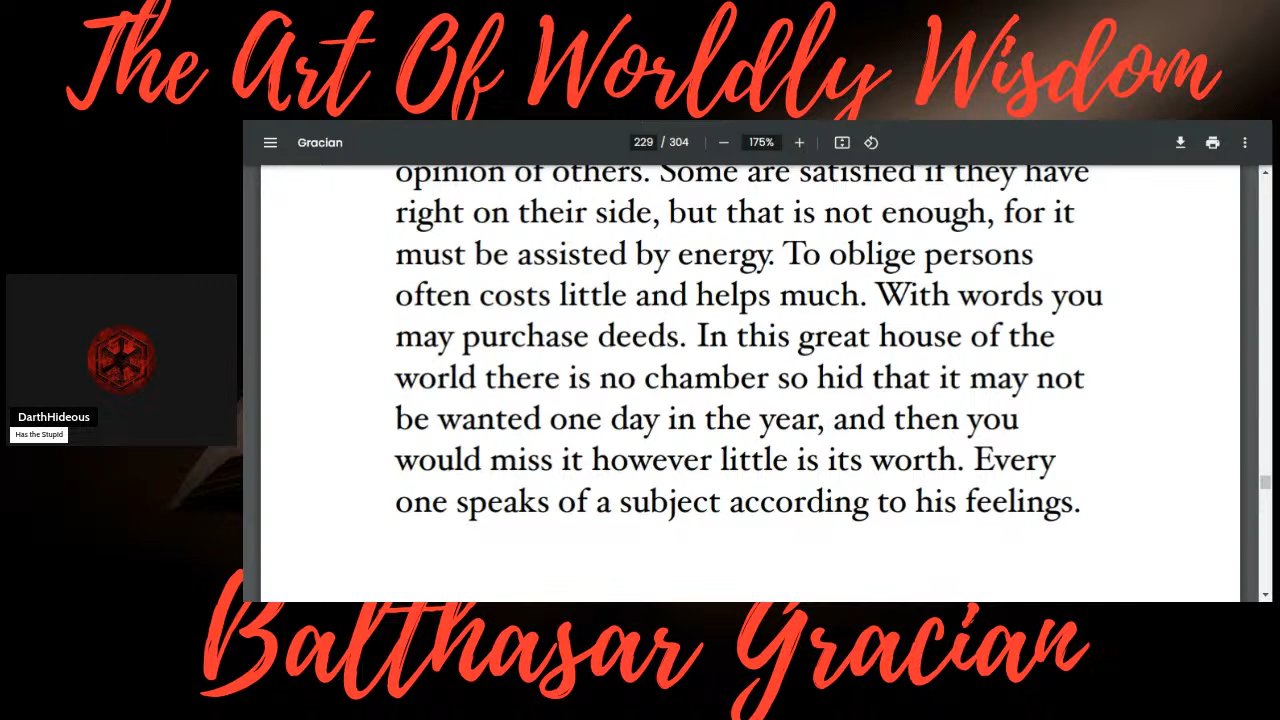 The Art Of Worldly Wisdom
Gracian
229 / 304
175%
opinion of others. Some are satisfied if they have
right on their side, but that is not enough, for it
must be assisted by energy. To oblige persons
often costs little and helps much. With words you
may purchase deeds. In this great house of the
world there is no chamber so hid that it may not
be wanted one day in the year, and then you
would miss it however little is its worth. Every
one speaks of a subject according to his feelings.
DarthHideous
Has the Stupid
Balthasar Gracian